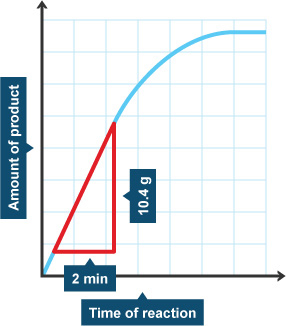 Amount of product
10.4 g
2 min
Time of reaction